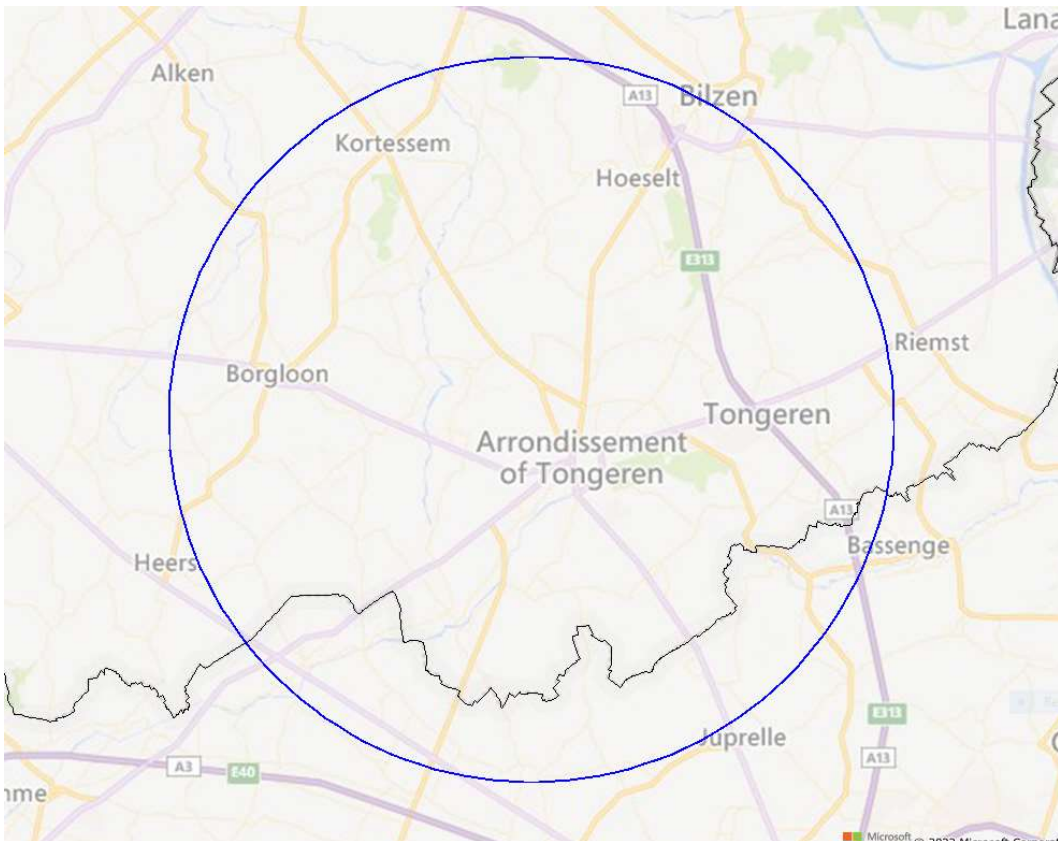 Lana
Alken
A13
Bilzen
Kortessem
Hoeselt
E313
Riemst
Borgloon
Tongeren
Arrondissement
of Tongeren
A13
Bassenge
Heers
E313
Juprelle
A13
A3
E40
mme
Microsoft